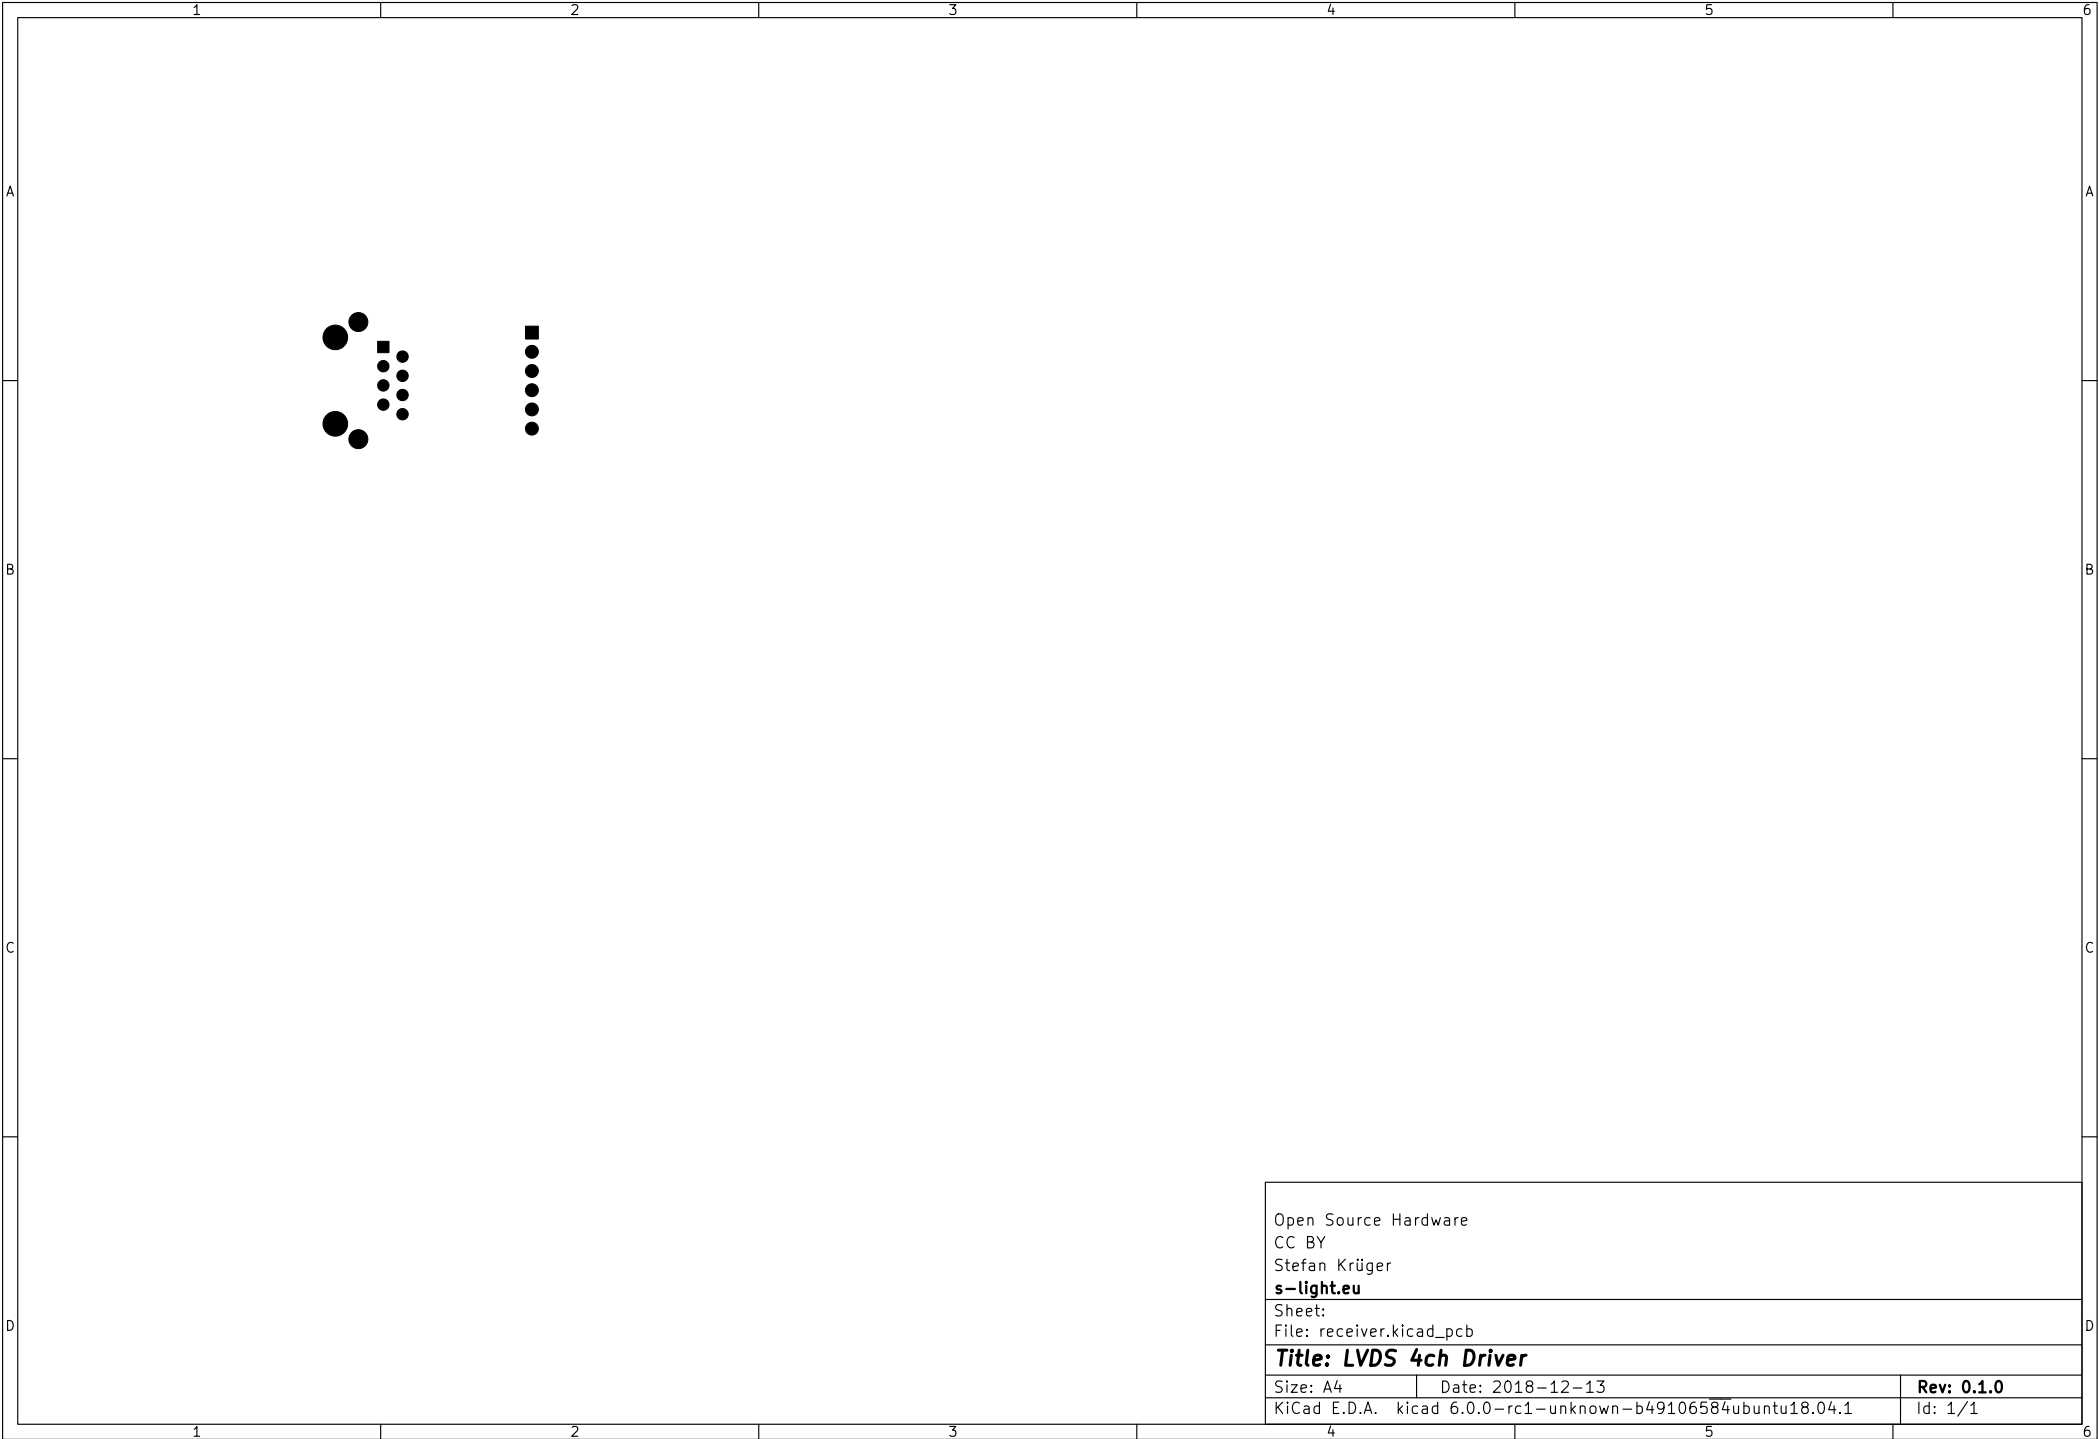 1 2 3 4 5 6
A A
B B
C C
Open Source Hardware
CC BY
Stefan Krüger
s-light.eu
Sheet:
File: receiver.kicad_pcb
D D
Title: LVDS 4ch Driver
Size: A4 Date: 2018-12-13 Rev: 0.1.0
KiCad E.D.A. kicad 6.0.0-rc1-unknown-b4910658​4ubuntu18.04.1 Id: 1/1
1 2 3 4 5 6